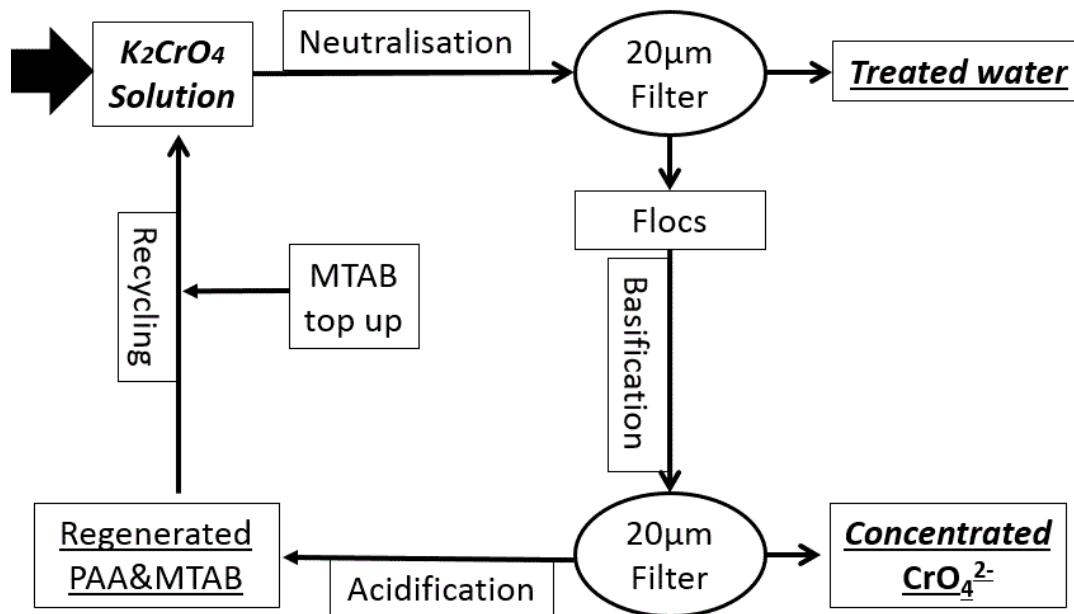 K₂CrO₄
Solution
Neutralisation
20µm
Filter
Treated water
Flocs
Basification
20µm
Filter
Concentrated
CrO₄²⁻
Acidification
Regenerated
PAA&MTAB
Recycling
MTAB
top up